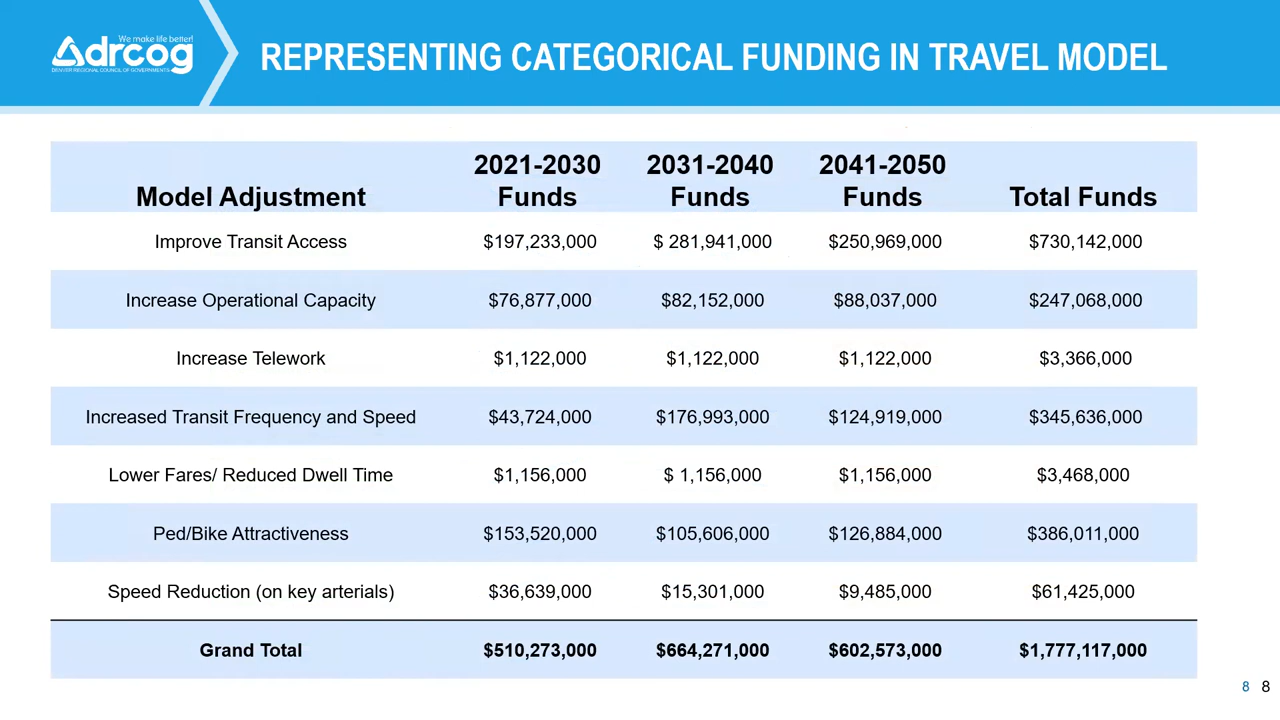 We make life better!
drcog
DENVER REGIONAL COUNCIL OF GOVERNMENTS
REPRESENTING CATEGORICAL FUNDING IN TRAVEL MODEL
Model Adjustment 2021-2030 Funds 2031-2040 Funds 2041-2050 Funds Total Funds
Improve Transit Access $197,233,000 $ 281,941,000 $250,969,000 $730,142,000
Increase Operational Capacity $76,877,000 $82,152,000 $88,037,000 $247,068,000
Increase Telework $1,122,000 $1,122,000 $1,122,000 $3,366,000
Increased Transit Frequency and Speed $43,724,000 $176,993,000 $124,919,000 $345,636,000
Lower Fares/ Reduced Dwell Time $1,156,000 $ 1,156,000 $1,156,000 $3,468,000
Ped/Bike Attractiveness $153,520,000 $105,606,000 $126,884,000 $386,011,000
Speed Reduction (on key arterials) $36,639,000 $15,301,000 $9,485,000 $61,425,000
Grand Total $510,273,000 $664,271,000 $602,573,000 $1,777,117,000
8 8